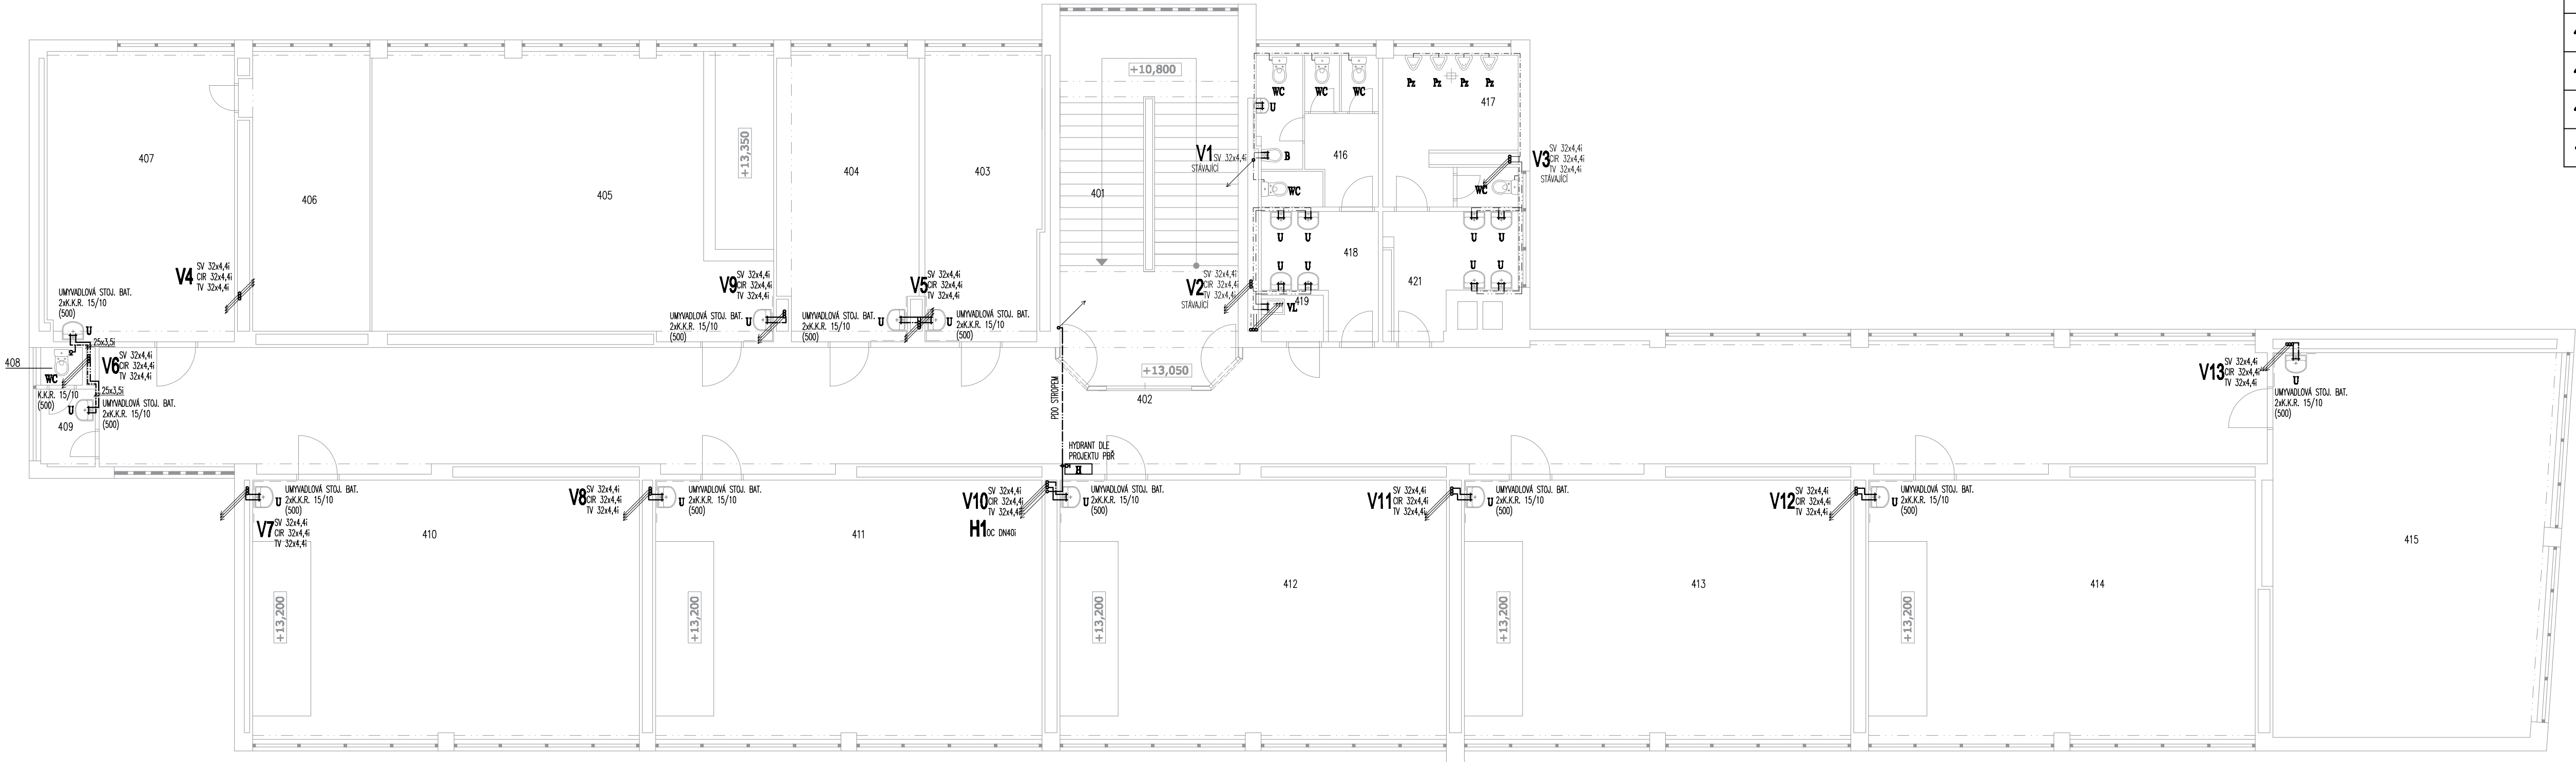 +10,800
+13,350
407
406
405
404
403
401
WC
WC
WC
U
Pz
Pz
Pz
Pz
417
V1 SV 32x4,4i
STÁVAJÍCÍ
B
416
WC
V3
SV 32x4,4i
CIR 32x4,4i
TV 32x4,4i
STÁVAJÍCÍ
WC
U
U
U
U
418
421
U
U
U
U
V4
SV 32x4,4i
CIR 32x4,4i
TV 32x4,4i
V9
SV 32x4,4i
CIR 32x4,4i
TV 32x4,4i
V5
SV 32x4,4i
CIR 32x4,4i
TV 32x4,4i
V2
SV 32x4,4i
CIR 32x4,4i
TV 32x4,4i
STÁVAJÍCÍ
419
VL
UMYVADLOVÁ STOJ. BAT.
2xK.K.R. 15/10
(500)
U
UMYVADLOVÁ STOJ. BAT.
2xK.K.R. 15/10
(500)
U
UMYVADLOVÁ STOJ. BAT.
2xK.K.R. 15/10
(500)
U
U
UMYVADLOVÁ STOJ. BAT.
2xK.K.R. 15/10
(500)
25x3,5i
408
V6
SV 32x4,4i
CIR 32x4,4i
TV 32x4,4i
WC
K.K.R. 15/10
(500)
25x3,5i
U
UMYVADLOVÁ STOJ. BAT.
2xK.K.R. 15/10
(500)
409
+13,050
402
PDO STROPEM
HYDRANT DLE
PROJEKTU PBŘ
H
V13
SV 32x4,4i
CIR 32x4,4i
TV 32x4,4i
U
UMYVADLOVÁ STOJ. BAT.
2xK.K.R. 15/10
(500)
U
UMYVADLOVÁ STOJ. BAT.
2xK.K.R. 15/10
(500)
V7
SV 32x4,4i
CIR 32x4,4i
TV 32x4,4i
V8
SV 32x4,4i
CIR 32x4,4i
TV 32x4,4i
U
UMYVADLOVÁ STOJ. BAT.
2xK.K.R. 15/10
(500)
V10
SV 32x4,4i
CIR 32x4,4i
TV 32x4,4i
H1 OC DN40i
U
UMYVADLOVÁ STOJ. BAT.
2xK.K.R. 15/10
(500)
V11
SV 32x4,4i
CIR 32x4,4i
TV 32x4,4i
U
UMYVADLOVÁ STOJ. BAT.
2xK.K.R. 15/10
(500)
V12
SV 32x4,4i
CIR 32x4,4i
TV 32x4,4i
U
UMYVADLOVÁ STOJ. BAT.
2xK.K.R. 15/10
(500)
410
411
412
413
414
415
+13,200
+13,200
+13,200
+13,200
+13,200